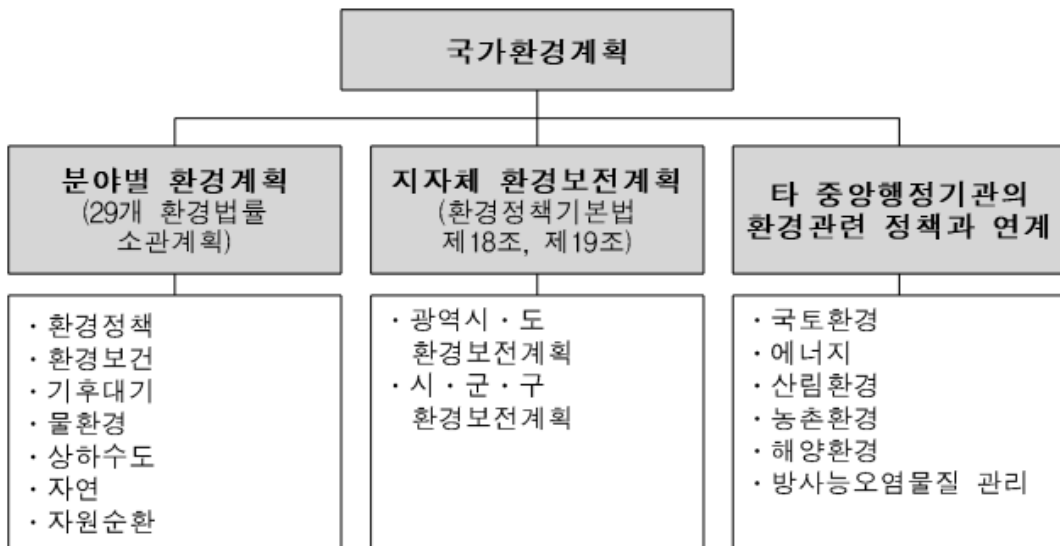 국가환경계획
분야별 환경계획
(29개 환경법률
소관계획)
지자체 환경보전계획
(환경정책기본법
제18조, 제19조)
타 중앙행정기관의
환경관련 정책과 연계
· 환경정책
· 환경보건
· 기후대기
· 물환경
· 상하수도
· 자연
· 자원순환
· 광역시 · 도
환경보전계획
· 시 · 군 · 구
환경보전계획
· 국토환경
· 에너지
· 산림환경
· 농촌환경
· 해양환경
· 방사능오염물질 관리